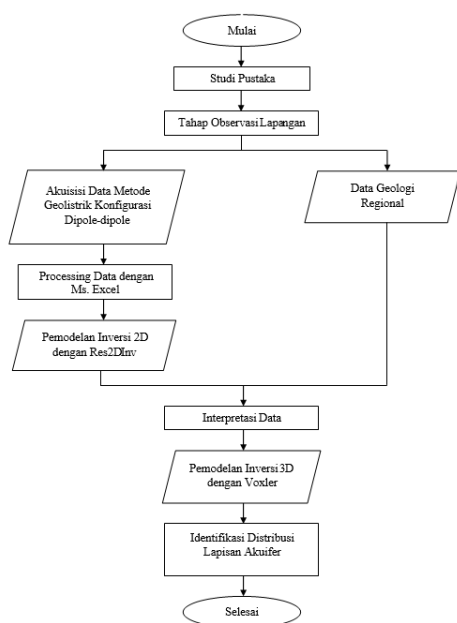 Mulai
Studi Pustaka
Tahap Observasi Lapangan
Akuisisi Data Metode
Geolistrik Konfigurasi
Dipole-dipole
Data Geologi
Regional
Processing Data dengan
Ms. Excel
Pemodelan Inversi 2D
dengan Res2DInv
Interpretasi Data
Pemodelan Inversi 3D
dengan Voxler
Identifikasi Distribusi
Lapisan Akuifer
Selesai